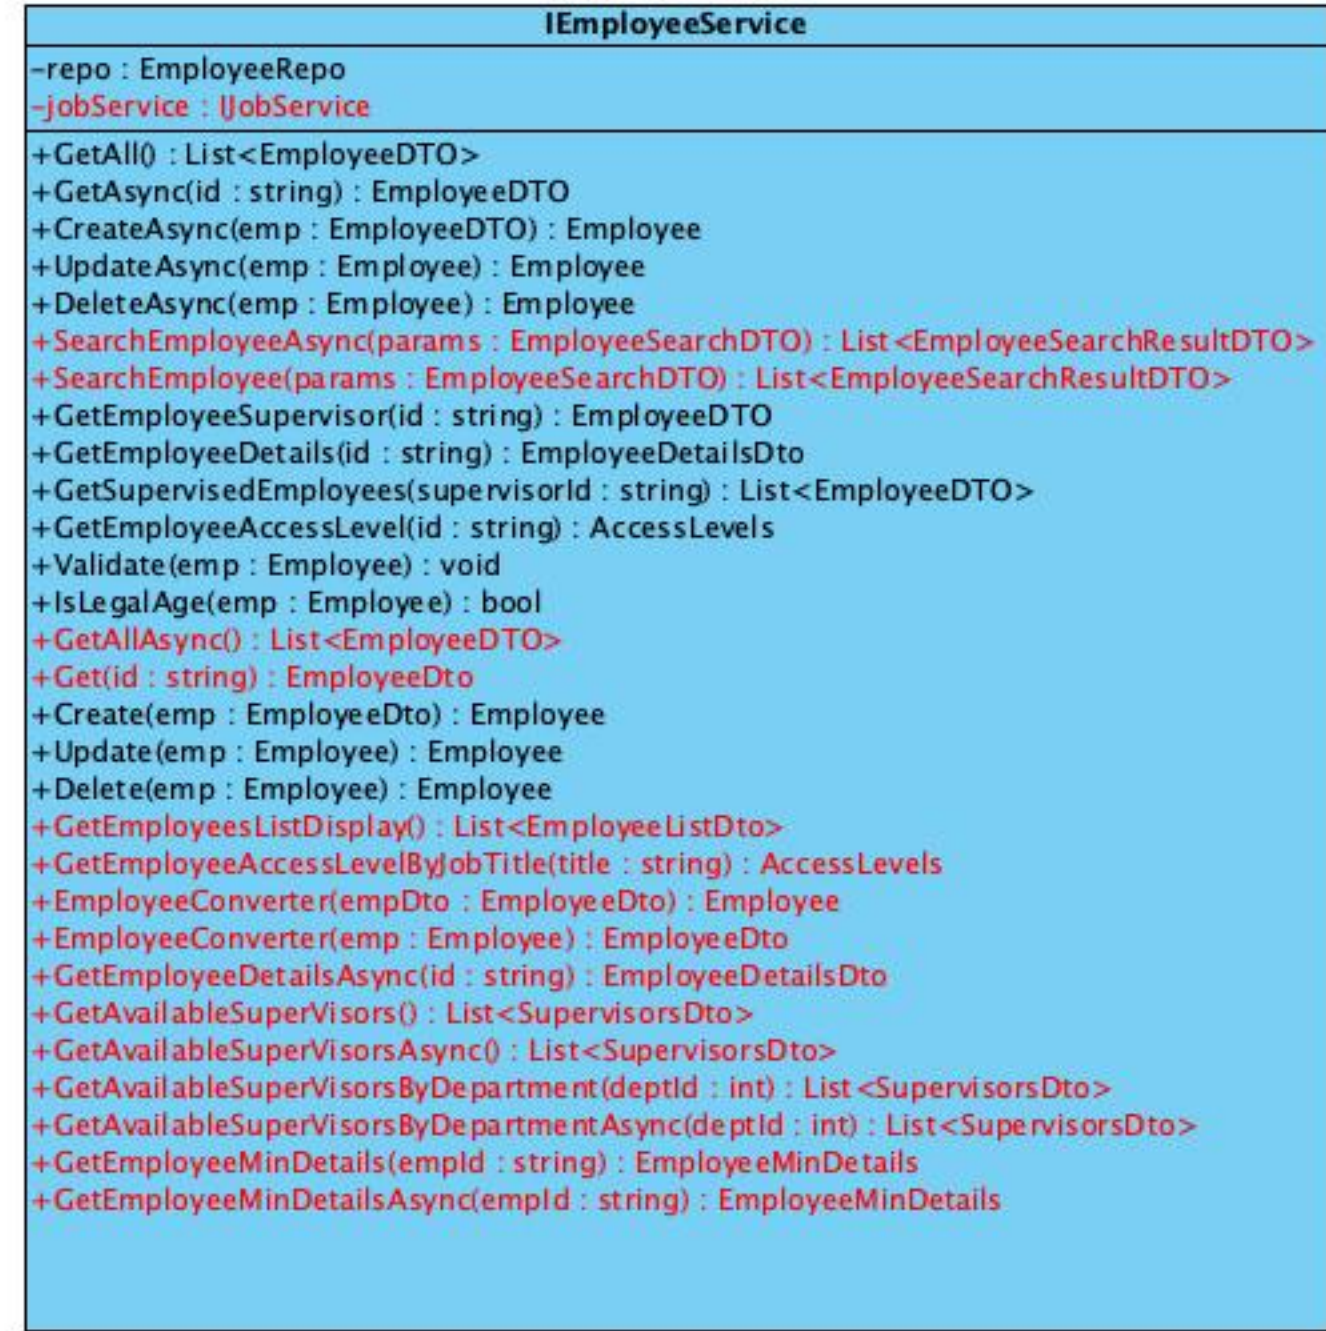 IEmployeeService
-repo : EmployeeRepo
-jobService : IJobService
+GetAll() : List<EmployeeDTO>
+GetAsync(id : string) : EmployeeDTO
+CreateAsync(emp : EmployeeDTO) : Employee
+UpdateAsync(emp : Employee) : Employee
+DeleteAsync(emp : Employee) : Employee
+SearchEmployeeAsync(params : EmployeeSearchDTO) : List<EmployeeSearchResultDTO>
+SearchEmployee(params : EmployeeSearchDTO) : List<EmployeeSearchResultDTO>
+GetEmployeeSupervisor(id : string) : EmployeeDTO
+GetEmployeeDetails(id : string) : EmployeeDetailsDto
+GetSupervisedEmployees(supervisorId : string) : List<EmployeeDTO>
+GetEmployeeAccessLevel(id : string) : AccessLevels
+Validate(emp : Employee) : void
+IsLegalAge(emp : Employee) : bool
+GetAllAsync() : List<EmployeeDTO>
+Get(id : string) : EmployeeDto
+Create(emp : EmployeeDto) : Employee
+Update(emp : Employee) : Employee
+Delete(emp : Employee) : Employee
+GetEmployeesListDisplay() : List<EmployeeListDto>
+GetEmployeeAccessLevelByJobTitle(title : string) : AccessLevels
+EmployeeConverter(empDto : EmployeeDto) : Employee
+EmployeeConverter(emp : Employee) : EmployeeDto
+GetEmployeeDetailsAsync(id : string) : EmployeeDetailsDto
+GetAvailableSuperVisors() : List<SupervisorsDto>
+GetAvailableSuperVisorsAsync() : List<SupervisorsDto>
+GetAvailableSuperVisorsByDepartment(deptId : int) : List<SupervisorsDto>
+GetAvailableSuperVisorsByDepartmentAsync(deptId : int) : List<SupervisorsDto>
+GetEmployeeMinDetails(empId : string) : EmployeeMinDetails
+GetEmployeeMinDetailsAsync(empId : string) : EmployeeMinDetails